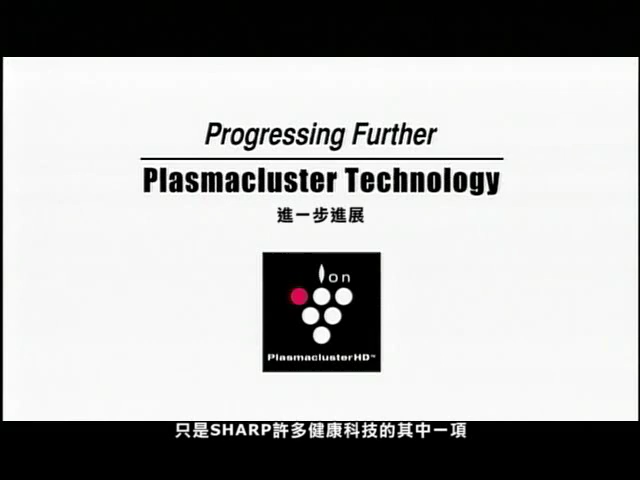 Progressing Further
Plasmacluster Technology
進一步進展
Ion
PlasmaclusterHD™
只是SHARP許多健康科技的其中一項